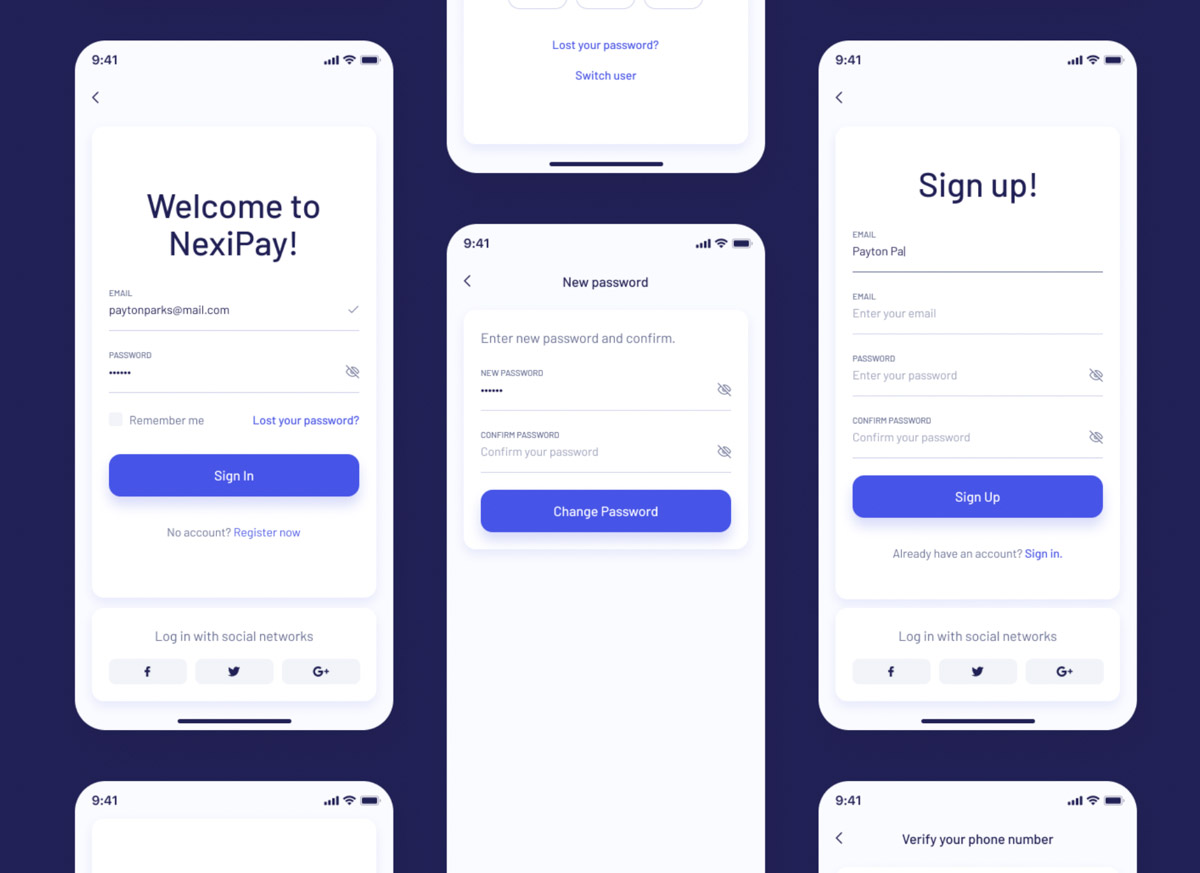 9:41
Welcome to
NexiPay!
EMAIL
paytonparks@mail.com
PASSWORD
••••••
Remember me
Lost your password?
Sign In
No account? Register now
Log in with social networks
f
G+
9:41
Lost your password?
Switch user
9:41
New password
Enter new password and confirm.
NEW PASSWORD
••••••
CONFIRM PASSWORD
Confirm your password
Change Password
9:41
Sign up!
EMAIL
Payton Pa
EMAIL
Enter your email
PASSWORD
Enter your password
CONFIRM PASSWORD
Confirm your password
Sign Up
Already have an account? Sign in.
Log in with social networks
f
G+
9:41
Verify your phone number